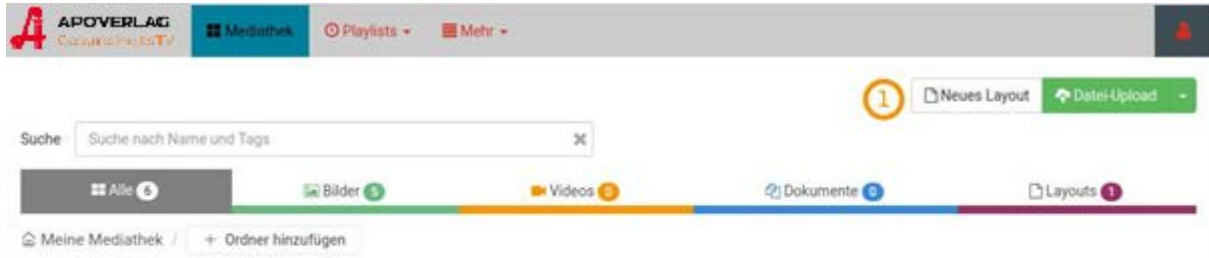 APOVERLAG
GesundheitsTV
Mediathek
Playlists
Mehr
1
Neues Layout
Datei-Upload
Suche
Suche nach Name und Tags
Alle 6
Bilder 5
Videos 0
Dokumente 0
Layouts 1
Meine Mediathek /
+ Ordner hinzufügen